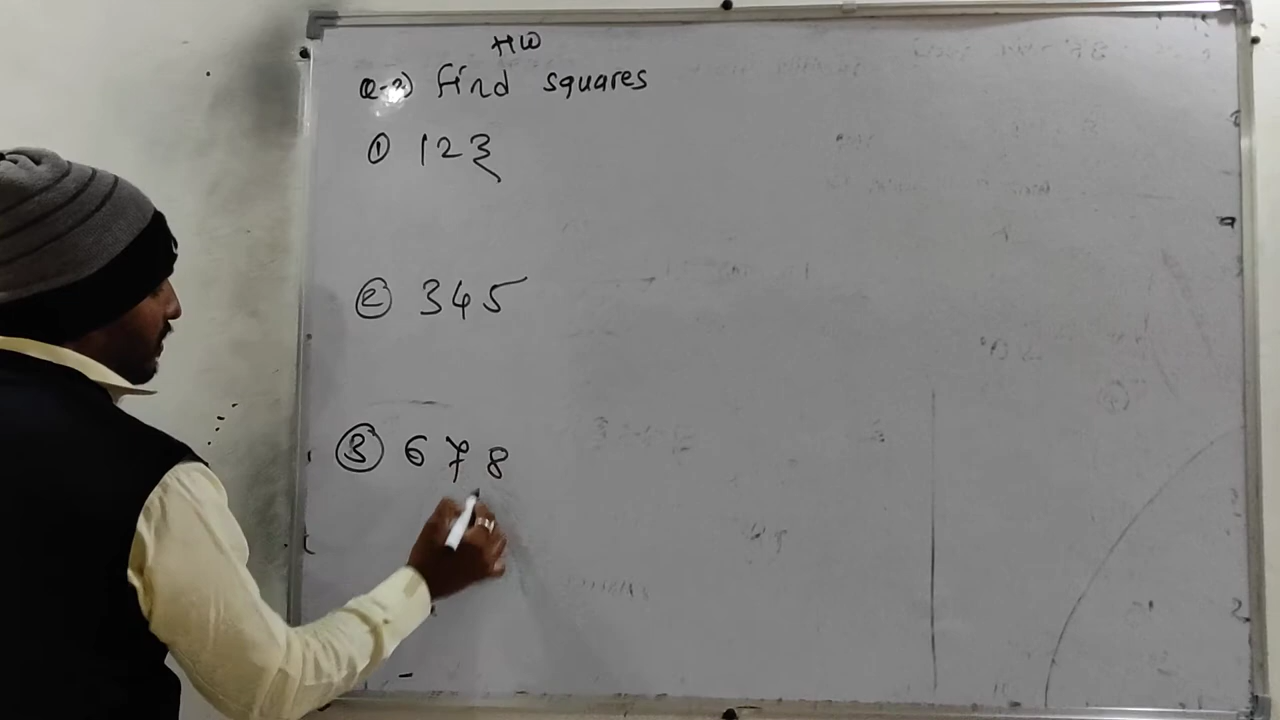 HW
Q-2) find squares
① 123
② 345
③ 678